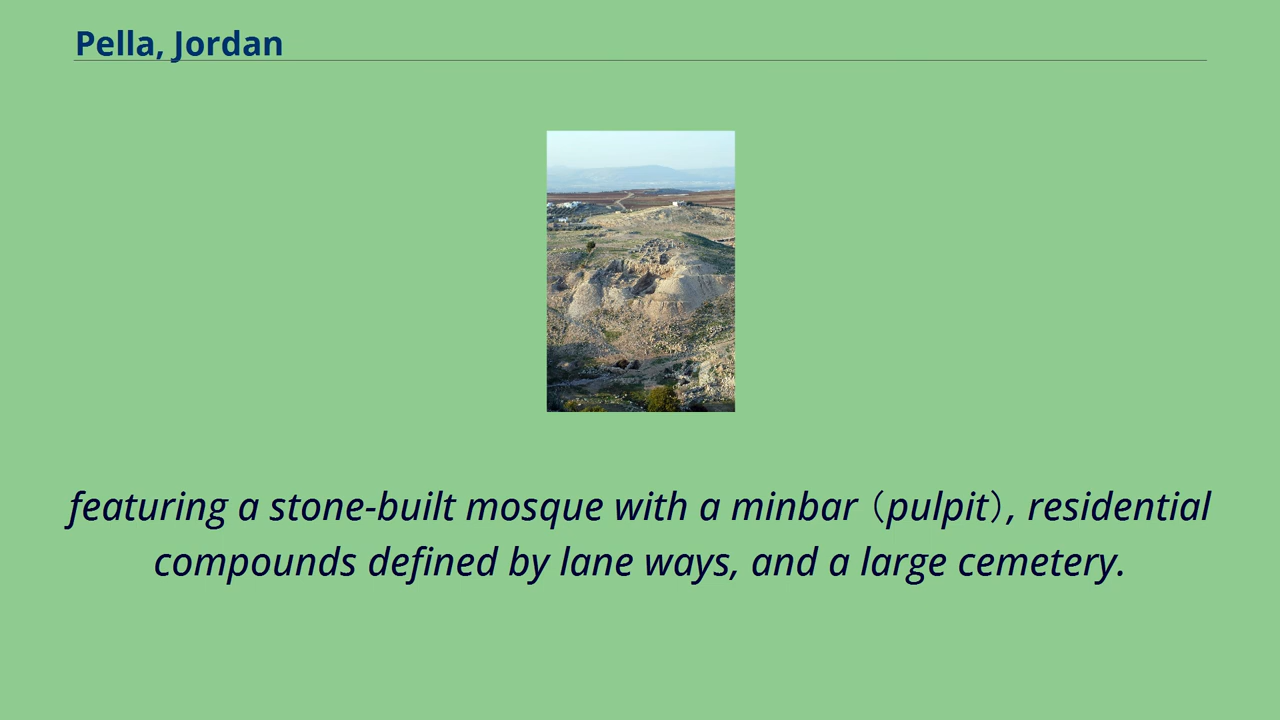 Pella, Jordan
featuring a stone-built mosque with a minbar（pulpit）, residential
compounds defined by lane ways, and a large cemetery.